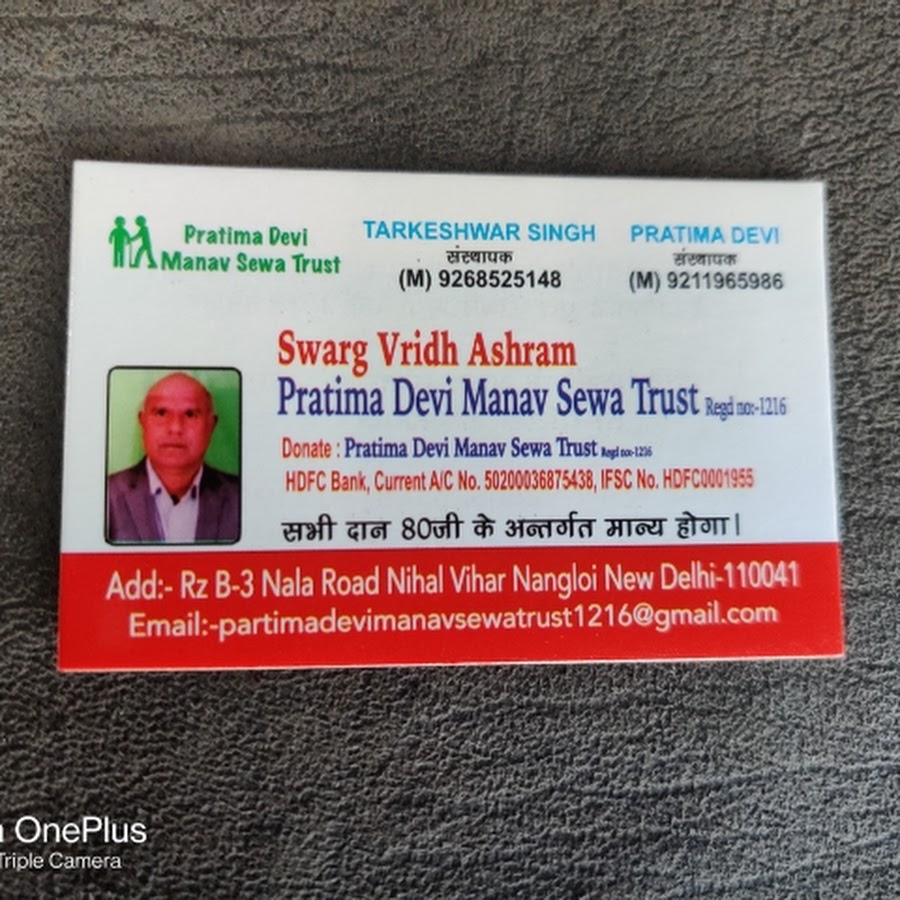 Pratima Devi
Manav Sewa Trust
TARKESHWAR SINGH
संस्थापक
(M) 9268525148
PRATIMA DEVI
संस्थापक
(M) 9211965986
Swarg Vridh Ashram
Pratima Devi Manav Sewa Trust Regd no:-1216
Donate : Pratima Devi Manav Sewa Trust Regd no:-1216
HDFC Bank, Current A/C No. 50200036875438, IFSC No. HDFC0001955
सभी दान 80जी के अन्तर्गत मान्य होगा।
Add:- Rz B-3 Nala Road Nihal Vihar Nangloi New Delhi-110041
Email:-partimadevimanavsewatrust1216@gmail.com
OnePlus
Triple Camera